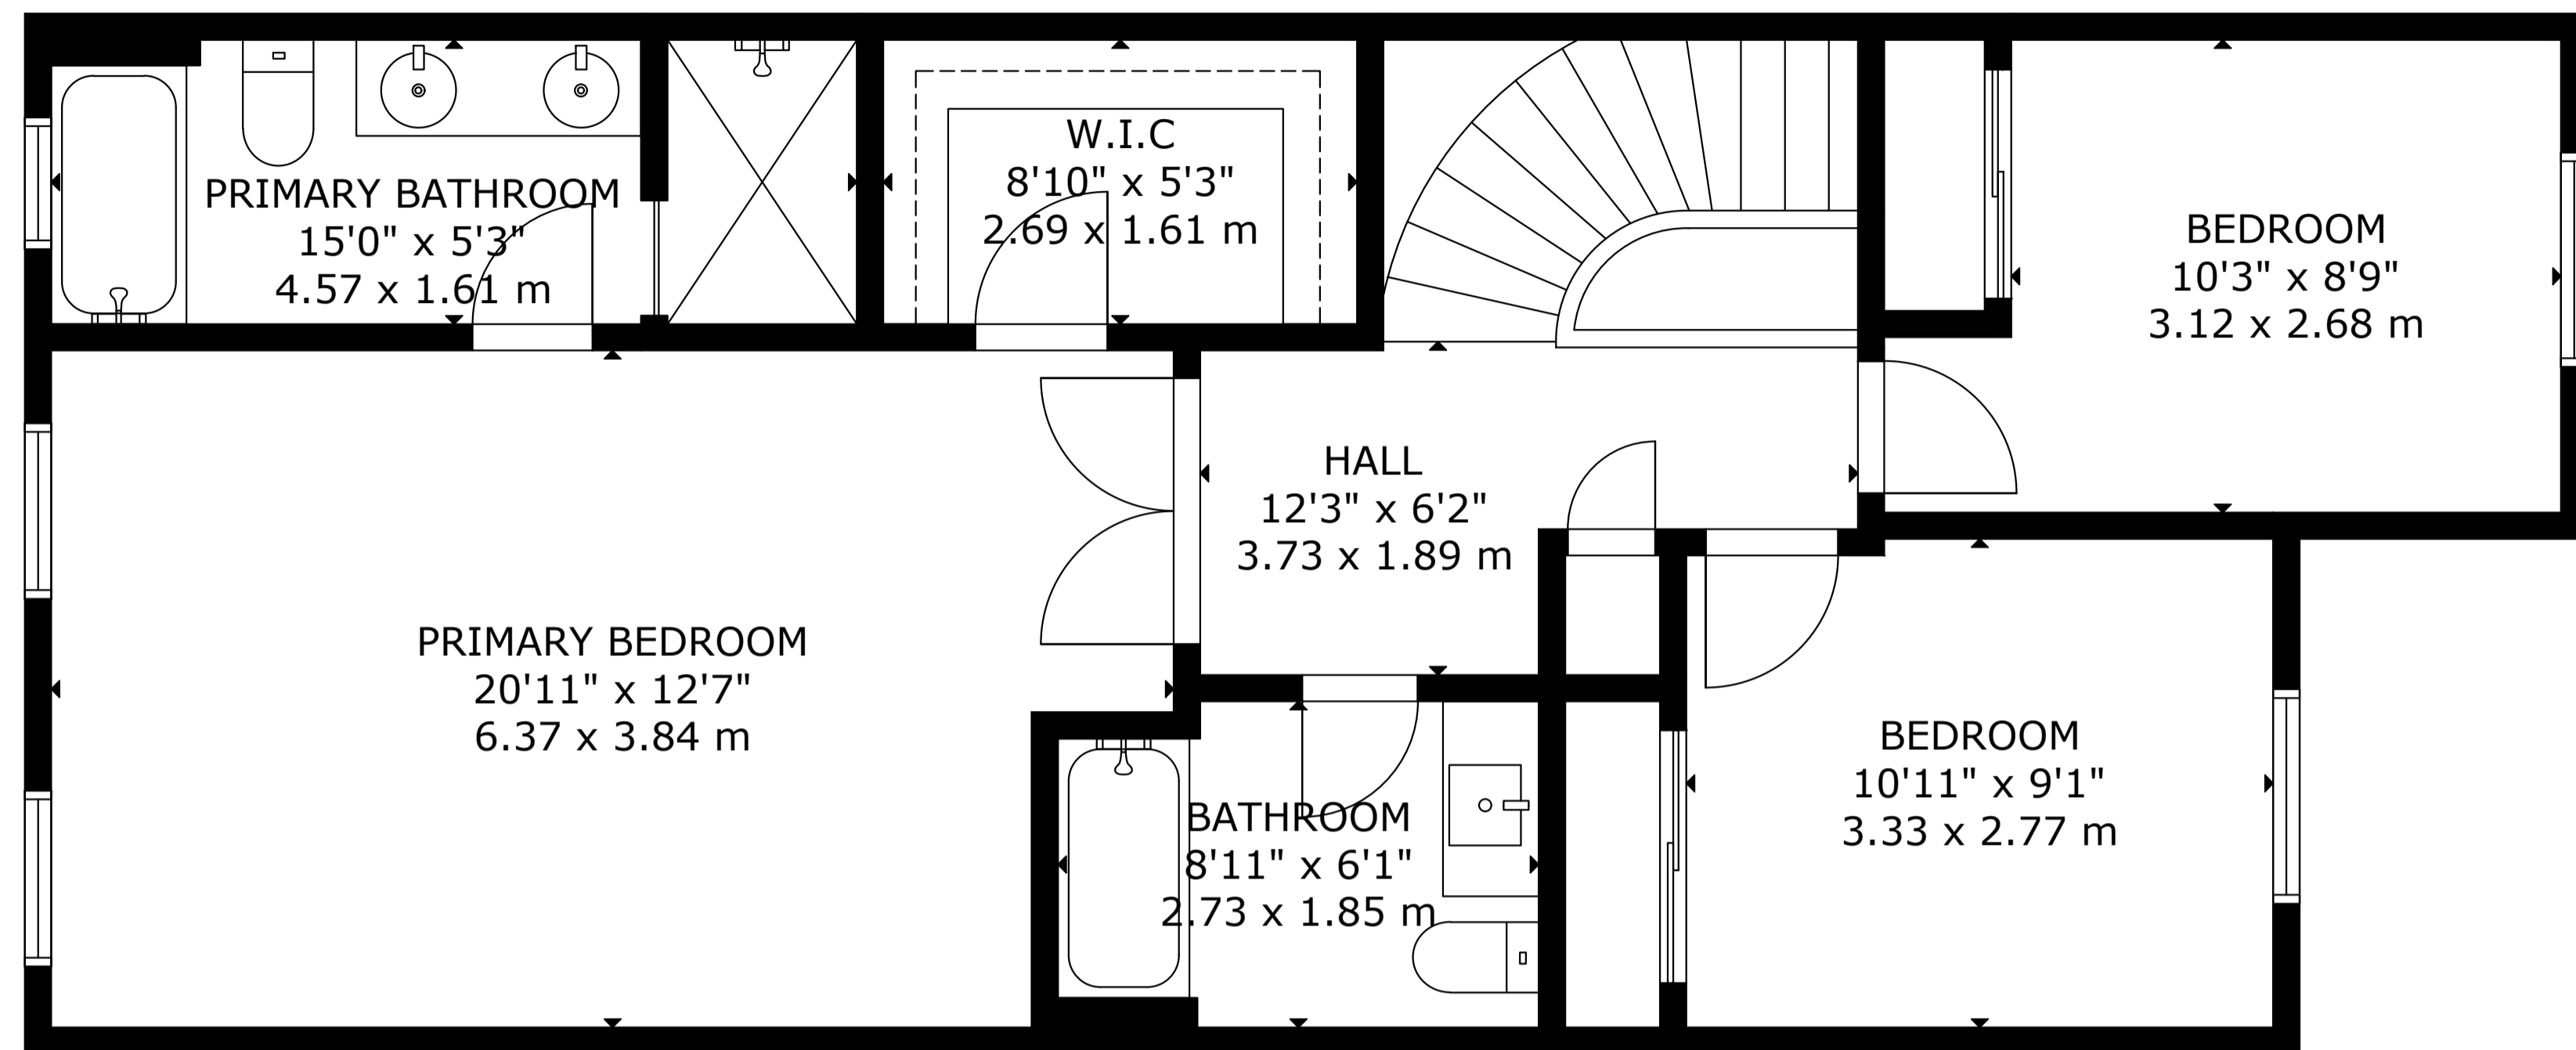 PRIMARY BATHROOM
15'0" x 5'3"
4.57 x 1.61 m
W.I.C
8'10" x 5'3"
2.69 x 1.61 m
BEDROOM
10'3" x 8'9"
3.12 x 2.68 m
HALL
12'3" x 6'2"
3.73 x 1.89 m
PRIMARY BEDROOM
20'11" x 12'7"
6.37 x 3.84 m
BATHROOM
8'11" x 6'1"
2.73 x 1.85 m
BEDROOM
10'11" x 9'1"
3.33 x 2.77 m